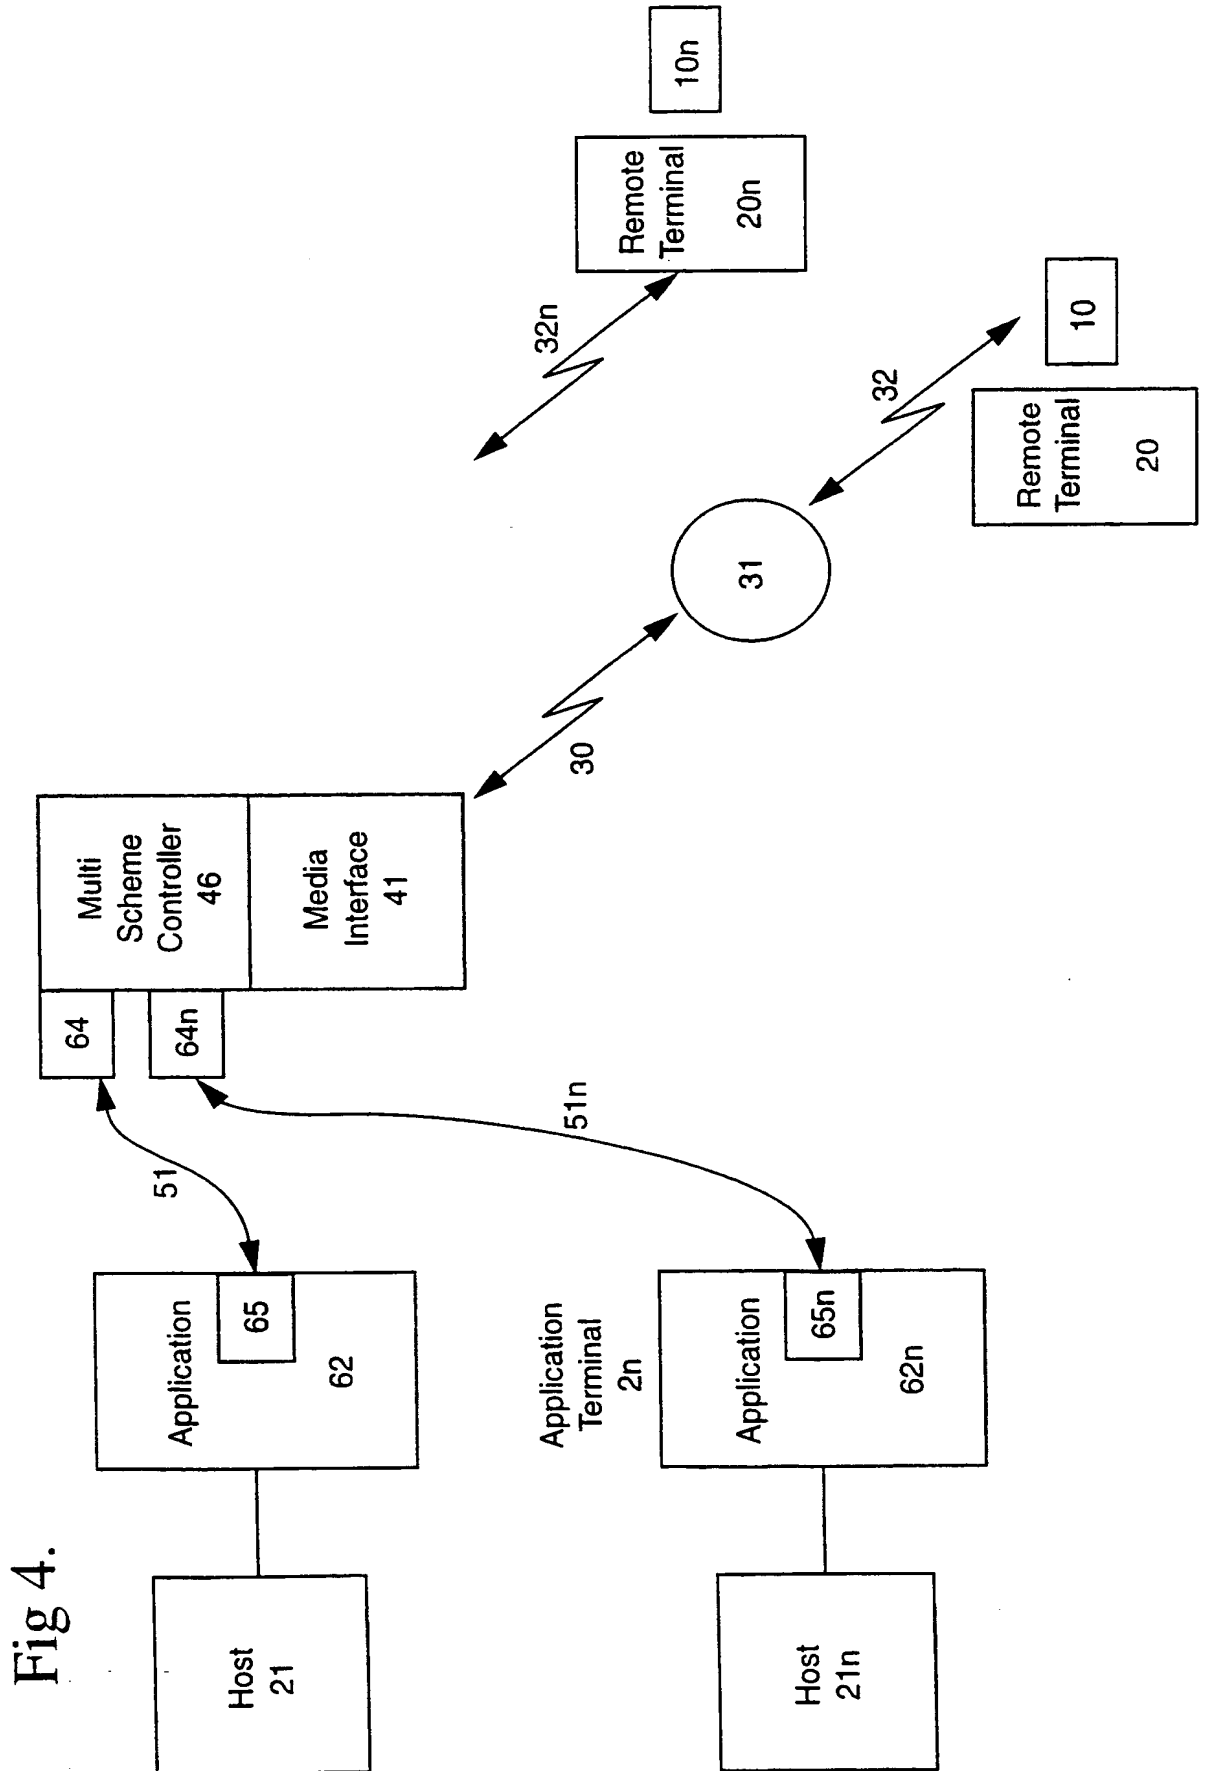 Fig 4.
Host
21
Application
65
62
51
64
64n
Multi
Scheme
Controller
46
Media
Interface
41
Host
21n
Application
Terminal
2n
Application
65n
62n
51n
30
31
32n
Remote
Terminal
20n
10n
32
Remote
Terminal
20
10